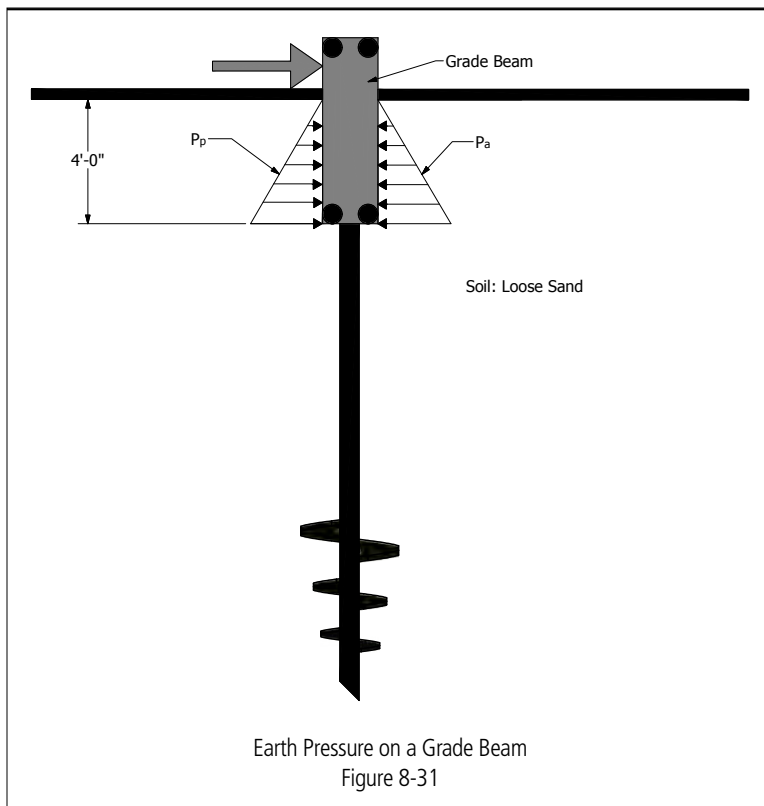 Grade Beam
Pp
Pa
4'-0"
Soil: Loose Sand
Earth Pressure on a Grade Beam
Figure 8-31